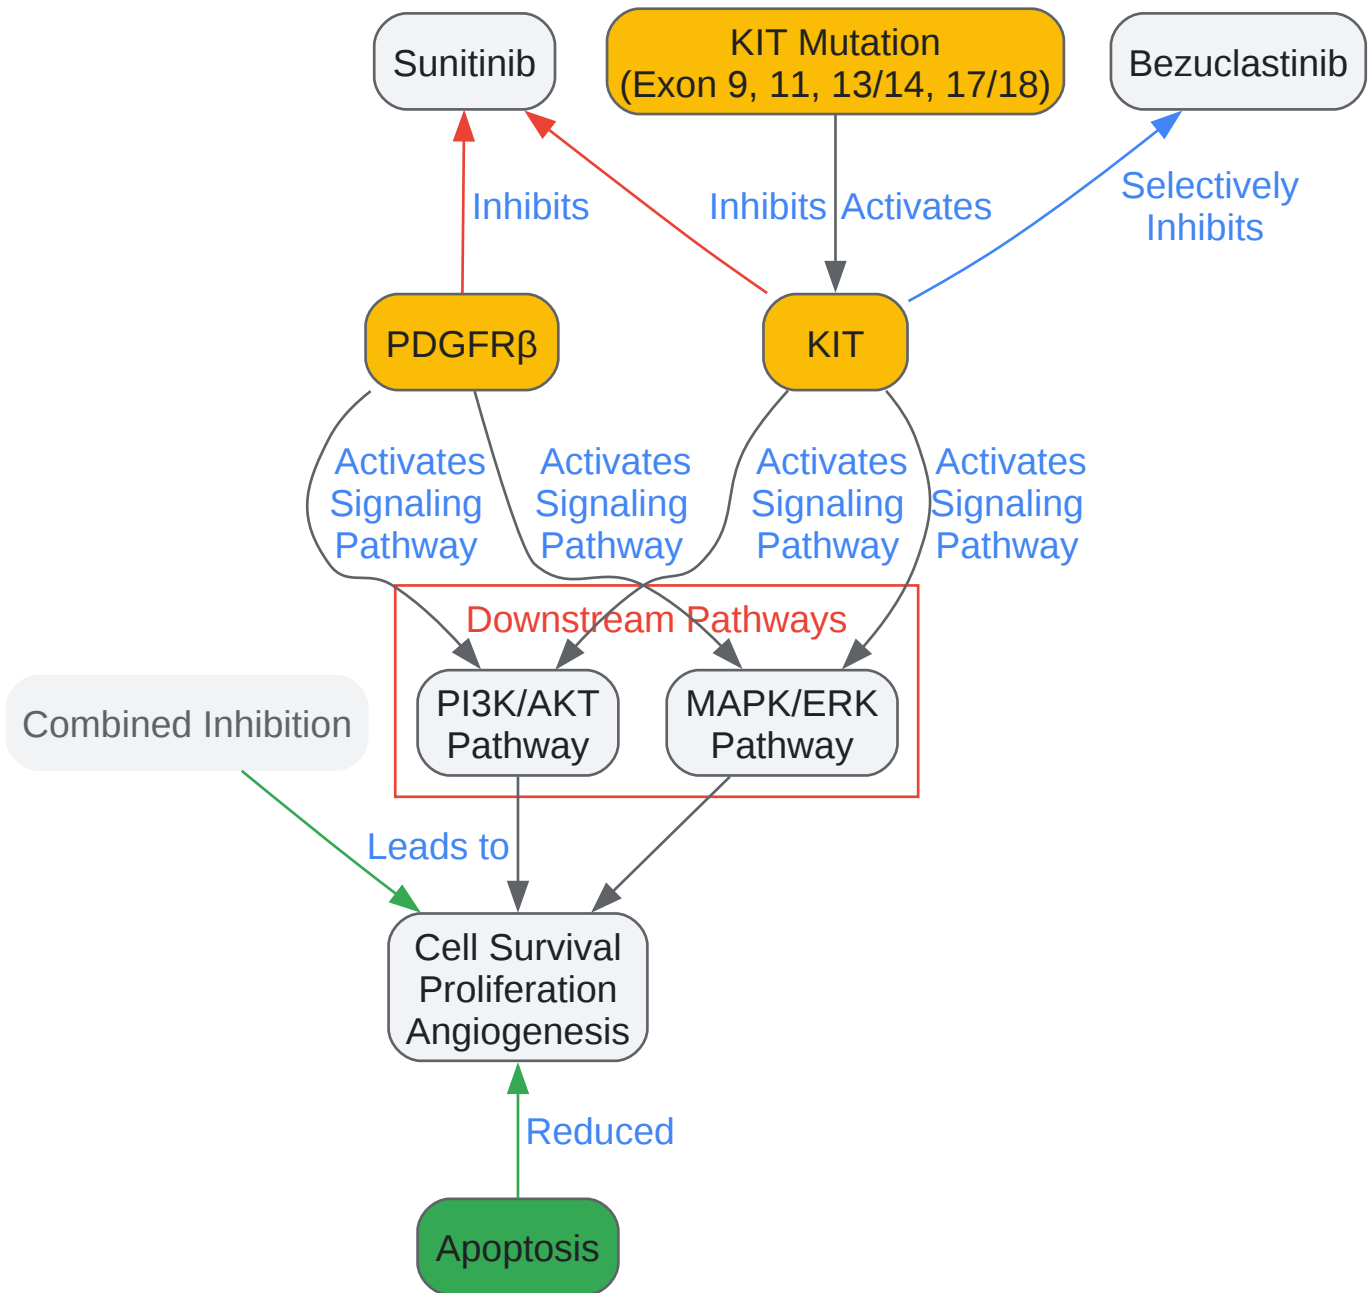 Sunitinib
KIT Mutation
(Exon 9, 11, 13/14, 17/18)
Bezuclastinib
Inhibits
Inhibits
Activates
Selectively
Inhibits
PDGFRβ
KIT
Activates
Signaling
Pathway
Activates
Signaling
Pathway
Activates
Signaling
Pathway
Activates
Signaling
Pathway
Downstream Pathways
Combined Inhibition
PI3K/AKT
Pathway
MAPK/ERK
Pathway
Leads to
Cell Survival
Proliferation
Angiogenesis
Reduced
Apoptosis